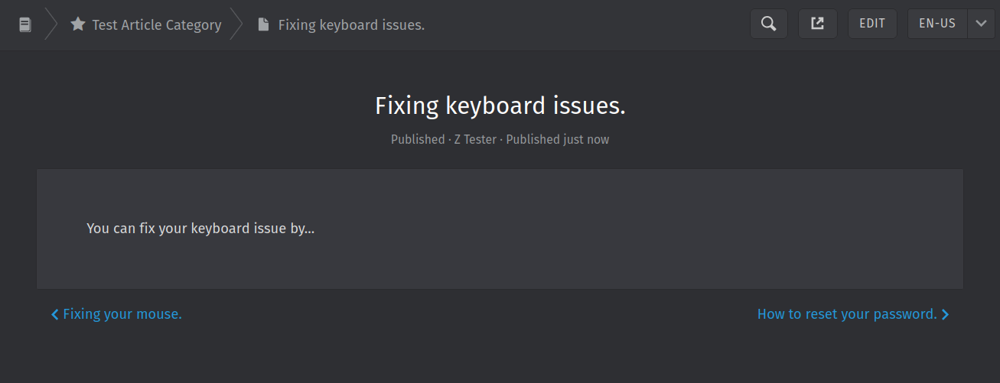 Test Article Category
Fixing keyboard issues.
EDIT
EN-US
Fixing keyboard issues.
Published · Z Tester · Published just now
You can fix your keyboard issue by...
Fixing your mouse.
How to reset your password.